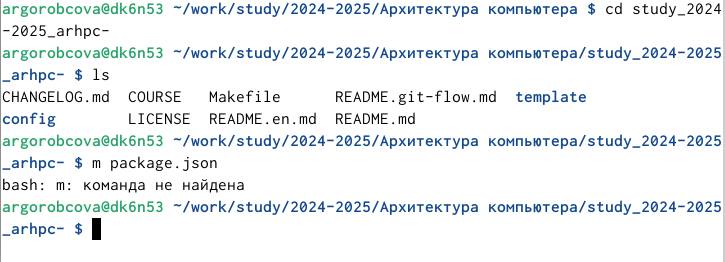 argorobcova@dk6n53 ~/work/study/2024-2025/Архитектура компьютера $ cd study_2024
-2025_arhpc-
argorobcova@dk6n53 ~/work/study/2024-2025/Архитектура компьютера/study_2024-2025
_arhpc- $ ls
CHANGELOG.md  COURSE   Makefile      README.git-flow.md  template
config        LICENSE  README.en.md  README.md
argorobcova@dk6n53 ~/work/study/2024-2025/Архитектура компьютера/study_2024-2025
_arhpc- $ m package.json
bash: m: команда не найдена
argorobcova@dk6n53 ~/work/study/2024-2025/Архитектура компьютера/study_2024-2025
_arhpc- $